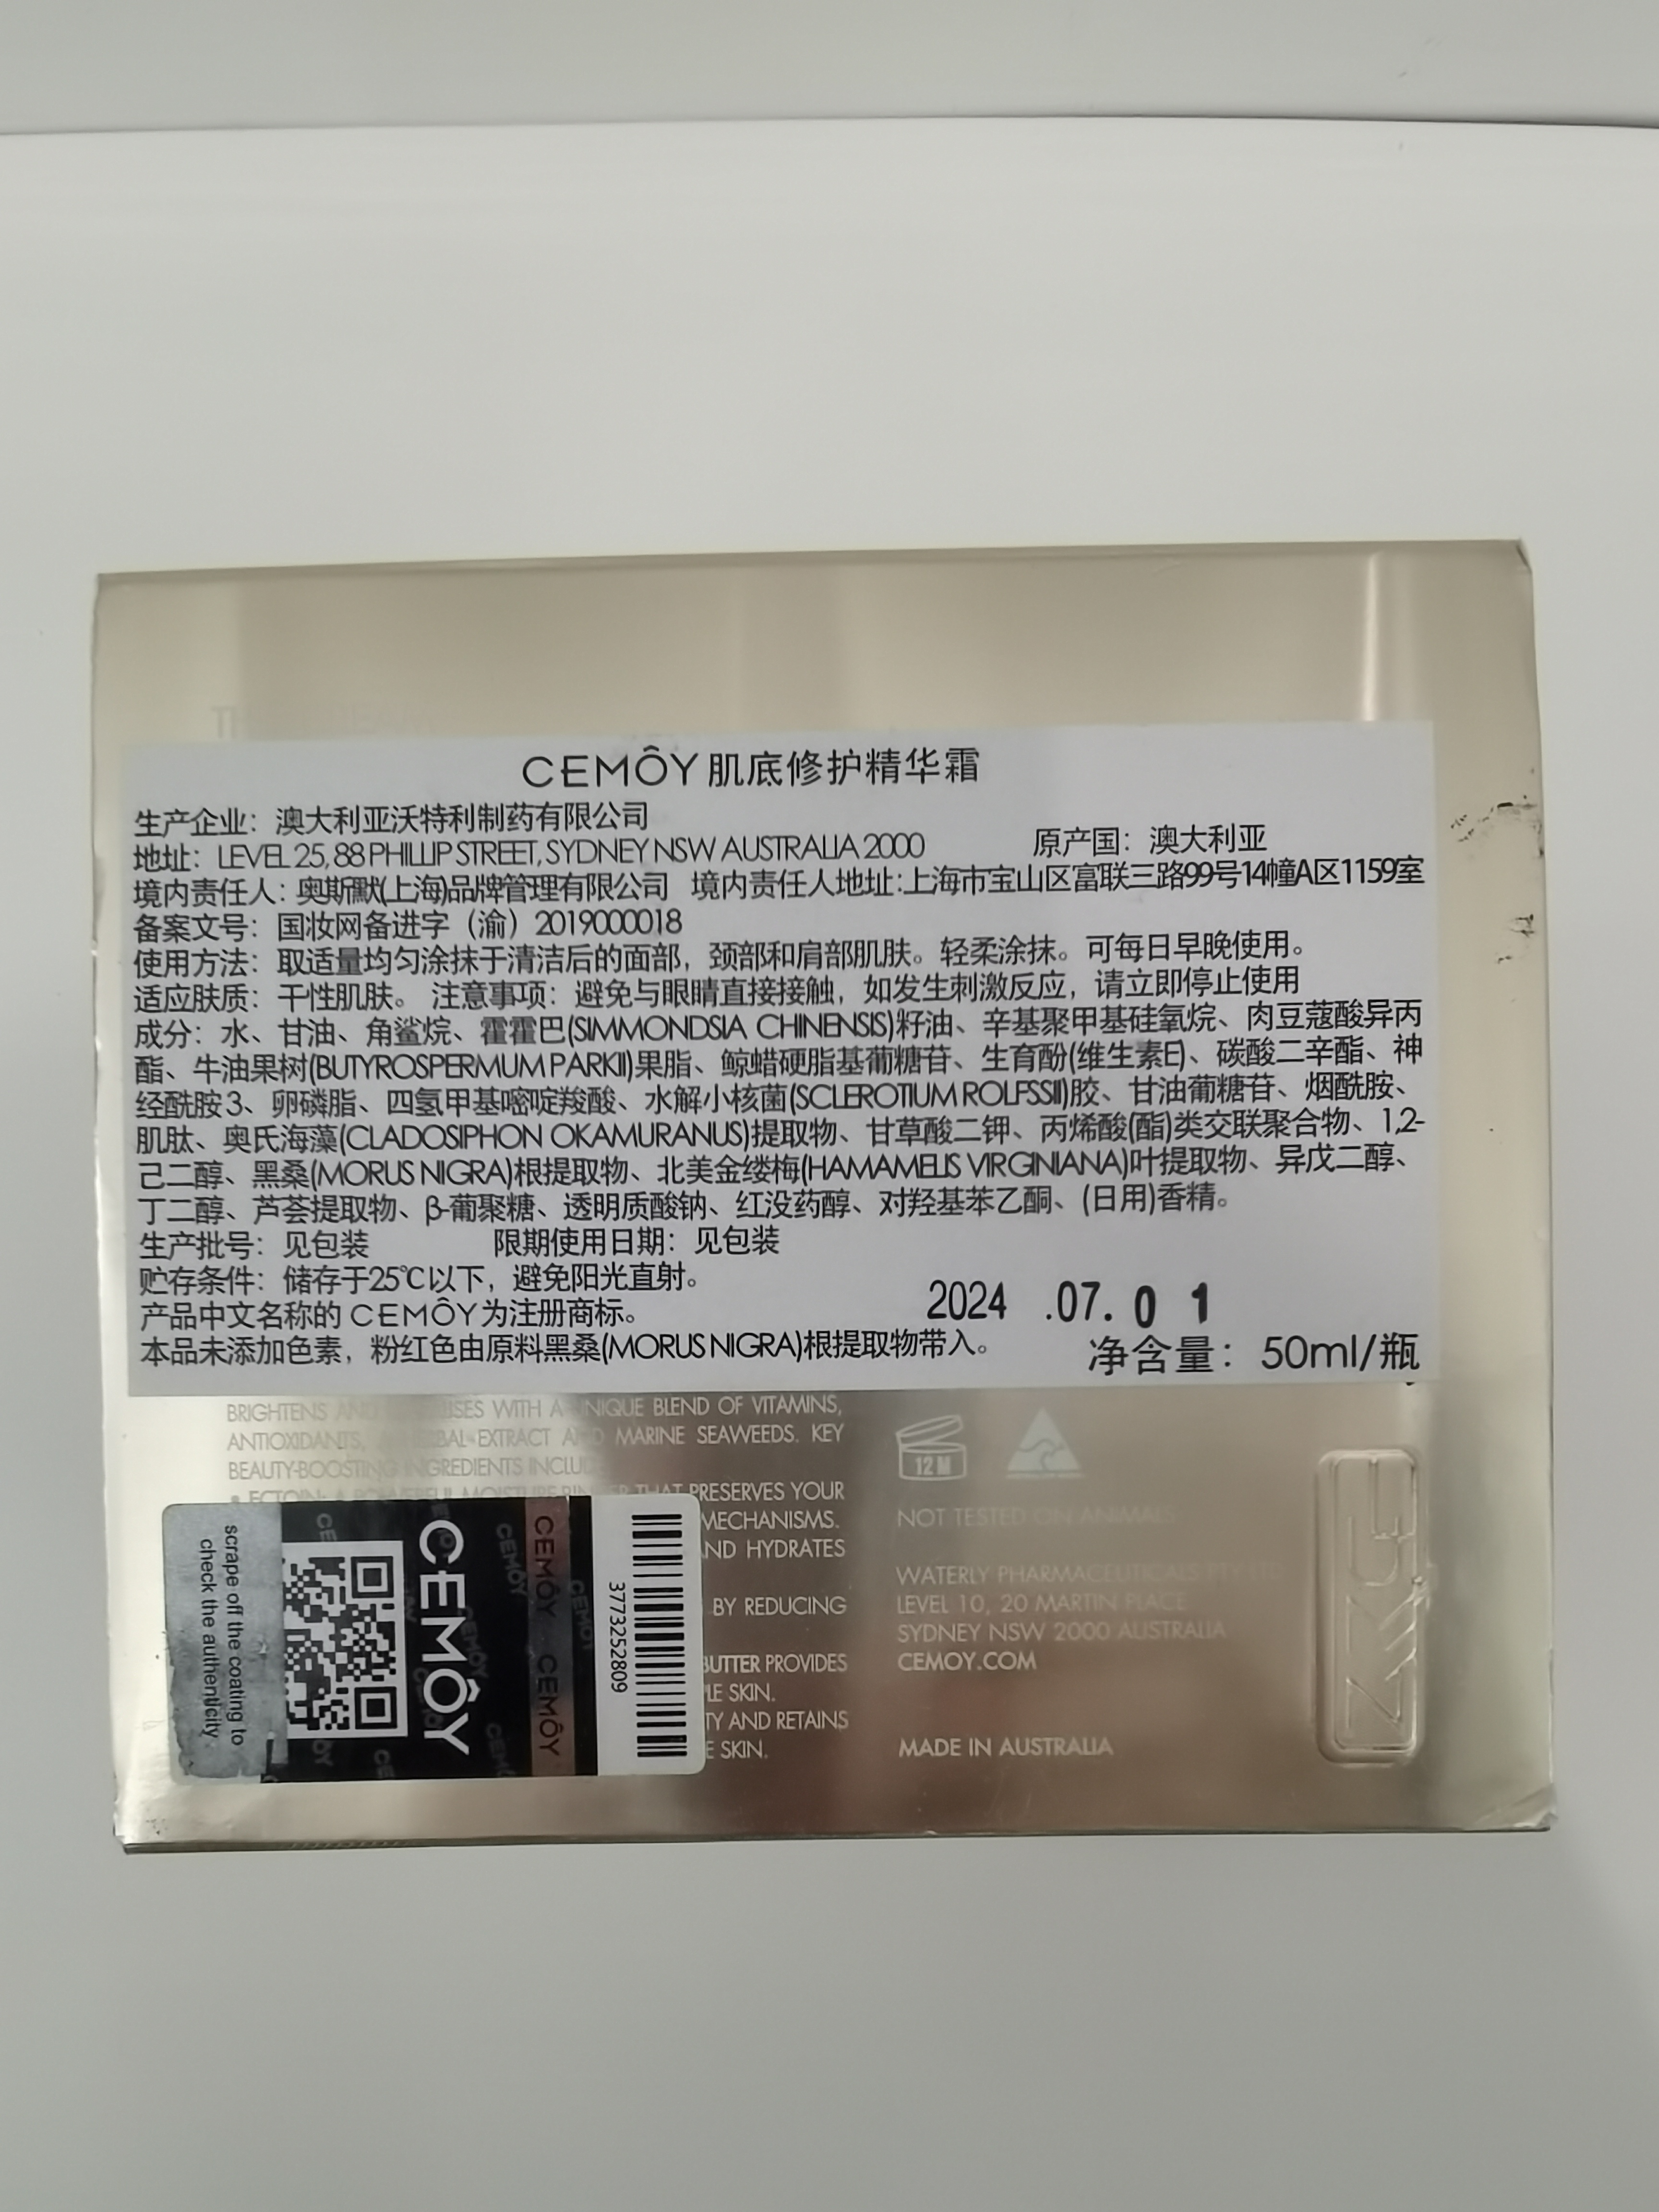 CEMÔY肌底修护精华霜
生产企业：澳大利亚沃特利制药有限公司
地址：LEVEL 25, 88 PHILLIP STREET, SYDNEY NSW AUSTRALIA 2000 原产国：澳大利亚
境内责任人：奥斯默(上海)品牌管理有限公司 境内责任人地址:上海市宝山区富联三路99号14幢A区1159室
备案文号：国妆网备进字（渝）2019000018
使用方法：取适量均匀涂抹于清洁后的面部，颈部和肩部肌肤。轻柔涂抹。可每日早晚使用。
适应肤质：干性肌肤。 注意事项：避免与眼睛直接接触，如发生刺激反应，请立即停止使用
成分：水、甘油、角鲨烷、霍霍巴(SIMMONDSIA CHINENSIS)籽油、辛基聚甲基硅氧烷、肉豆蔻酸异丙
酯、牛油果树(BUTYROSPERMUM PARKII)果脂、鲸蜡硬脂基葡糖苷、生育酚(维生素E)、碳酸二辛酯、神
经酰胺 3、卵磷脂、四氢甲基嘧啶羧酸、水解小核菌(SCLEROTIUM ROLFSSII)胶、甘油葡糖苷、烟酰胺、
肌肽、奥氏海藻(CLADOSIPHON OKAMURANUS)提取物、甘草酸二钾、丙烯酸(酯)类交联聚合物、1,2-
己二醇、黑桑(MORUS NIGRA)根提取物、北美金缕梅(HAMAMELIS VIRGINIANA)叶提取物、异戊二醇、
丁二醇、芦荟提取物、β-葡聚糖、透明质酸钠、红没药醇、对羟基苯乙酮、(日用)香精。
生产批号：见包装 限期使用日期：见包装
贮存条件：储存于25℃以下，避免阳光直射。
产品中文名称的 CEMÔY 为注册商标。
2024 .07. 0 1
本品未添加色素，粉红色由原料黑桑(MORUS NIGRA)根提取物带入。
净含量：50ml/瓶
BRIGHTENS WITH A UNIQUE BLEND OF VITAMINS,
ANTIOXIDANTS, EXTRACT AND MARINE SEAWEEDS. KEY
BEAUTY-BOOSTING INGREDIENTS
• ECTOIN: A POWERFUL MOISTURE THAT PRESERVES YOUR
MECHANISMS.
AND HYDRATES
BY REDUCING
BUTTER PROVIDES
SKIN.
AND RETAINS
SKIN.
12 M
NOT TESTED ON ANIMALS
WATERLY PHARMACEUTICALS PTY LTD
LEVEL 10, 20 MARTIN PLACE
SYDNEY NSW 2000 AUSTRALIA
CEMOY.COM
MADE IN AUSTRALIA
scrape off the coating to
check the authenticity
CEMÔY
CEMÔY CEMÔY
3773252809